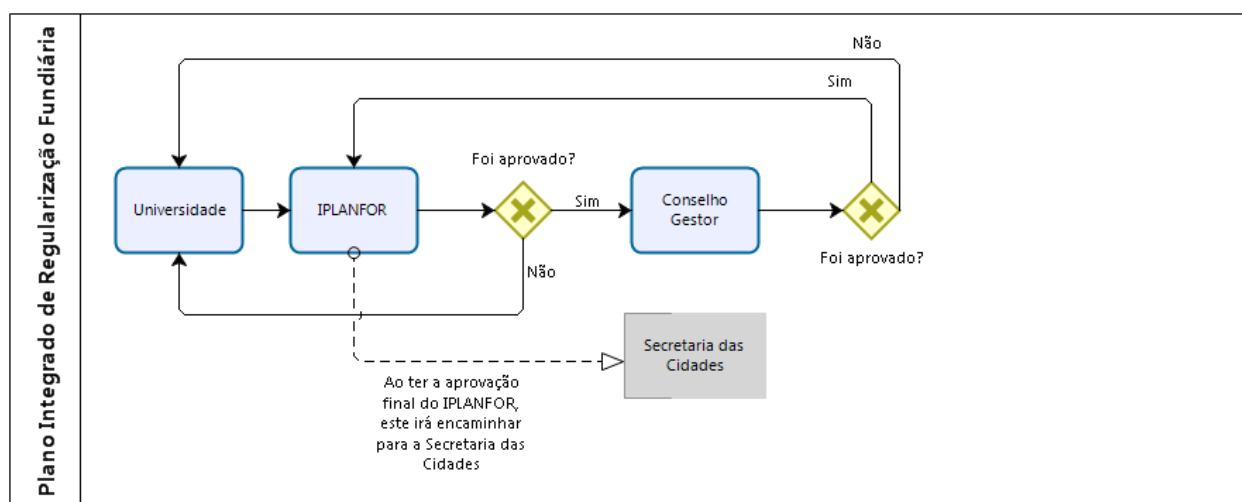 Plano Integrado de Regularização Fundiária
Não
Sim
Foi aprovado?
Universidade
IPLANFOR
Sim
Conselho
Gestor
Foi aprovado?
Não
Secretaria das
Cidades
Ao ter a aprovação
final do IPLANFOR,
este irá encaminhar
para a Secretaria das
Cidades